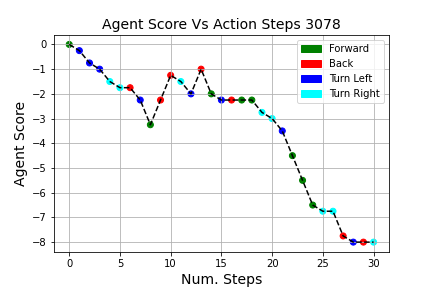 Agent Score Vs Action Steps 3078
Forward
Back
Turn Left
Turn Right
Agent Score
0
−1
−2
−3
−4
−5
−6
−7
−8
0 5 10 15 20 25 30
Num. Steps